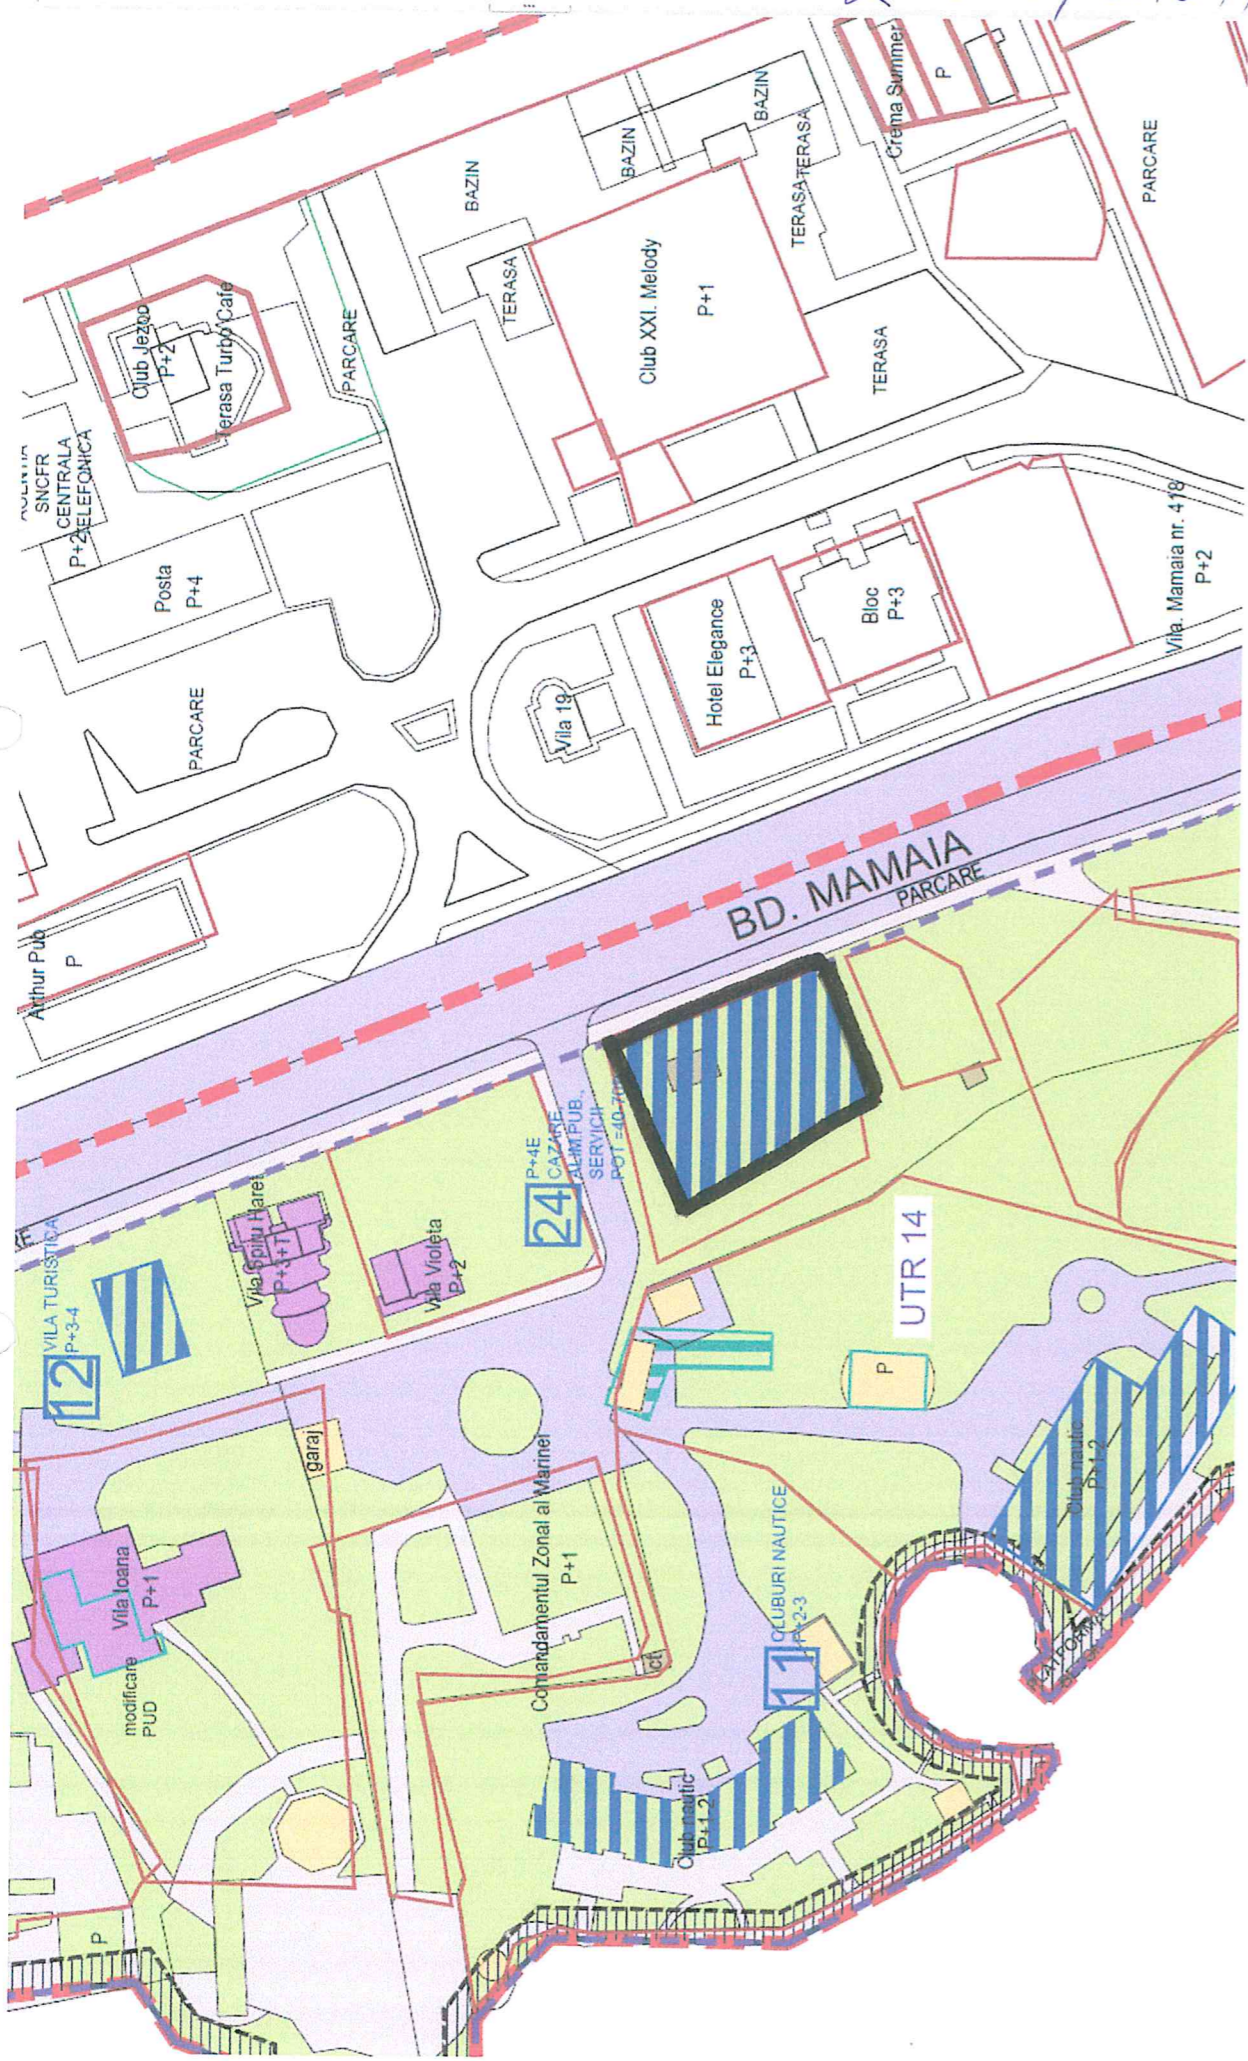 SNCFR
CENTRALA
TELEFONICA
P+2
Club Jezoo
P+2
Terasa Turbo Cafe
PARCARE
Posta
P+4
PARCARE
Arthur Pub
P
BAZIN
BAZIN
BAZIN
TERASA
TERASA
TERASA
TERASA
Club XXI. Melody
P+1
Crema Summer
P
PARCARE
Vila 19
Hotel Elegance
P+3
Bloc
P+3
Vila. Mamaia nr. 418
P+2
BD. MAMAIA
PARCARE
12
VILA TURISTICA
P+3-4
Vila Spiru Haret
P+3+T
Vila Violeta
P+2
24
P+4E
CAZARE,
ALIM.PUB.,
SERVICII
UTR 14
garaj
Vila Ioana
P+1
modificare
PUD
Comandamentul Zonal al Marinei
P+1
ct
P
11
CLUBURI NAUTICE
P+2-3
Club nautic
P+1-2
Club nautic
P+1-2
P